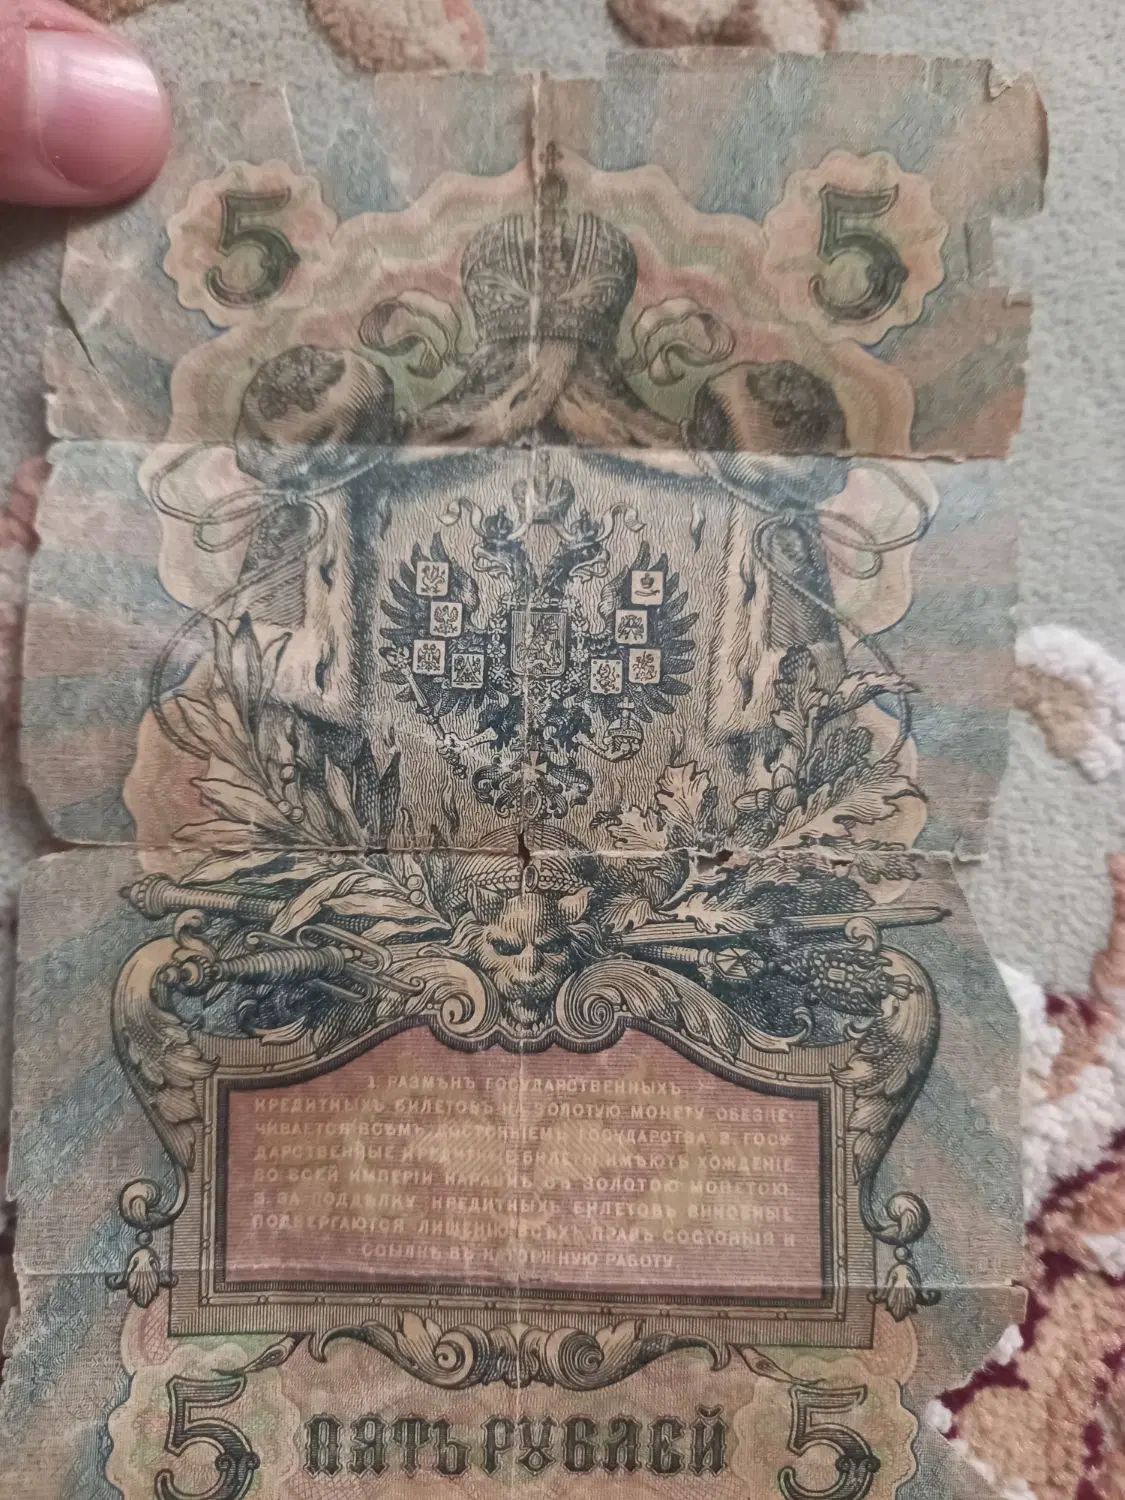 5 5
1. РАЗМѢНЪ ГОСУДАРСТВЕННЫХЪ
КРЕДИТНЫХЪ БИЛЕТОВЪ НА ЗОЛОТУЮ МОНЕТУ ОБЕЗПЕ-
ЧИВАЕТСЯ ВСѢМЪ ДОСТОЯНІЕМЪ ГОСУДАРСТВА 2. ГОСУ-
ДАРСТВЕННЫЕ КРЕДИТНЫЕ БИЛЕТЫ ИМѢЮТЪ ХОЖДЕНІЕ
ВО ВСЕЙ ИМПЕРІИ НАРАВНѢ СЪ ЗОЛОТОЮ МОНЕТОЮ
3. ЗА ПОДДѢЛКУ КРЕДИТНЫХЪ БИЛЕТОВЪ ВИНОВНЫЕ
ПОДВЕРГАЮТСЯ ЛИШЕНІЮ ВСѢХЪ ПРАВЪ СОСТОЯНІЯ И
ССЫЛКѢ ВЪ КАТОРЖНУЮ РАБОТУ
5 ПЯТЬ РУБЛЕЙ 5